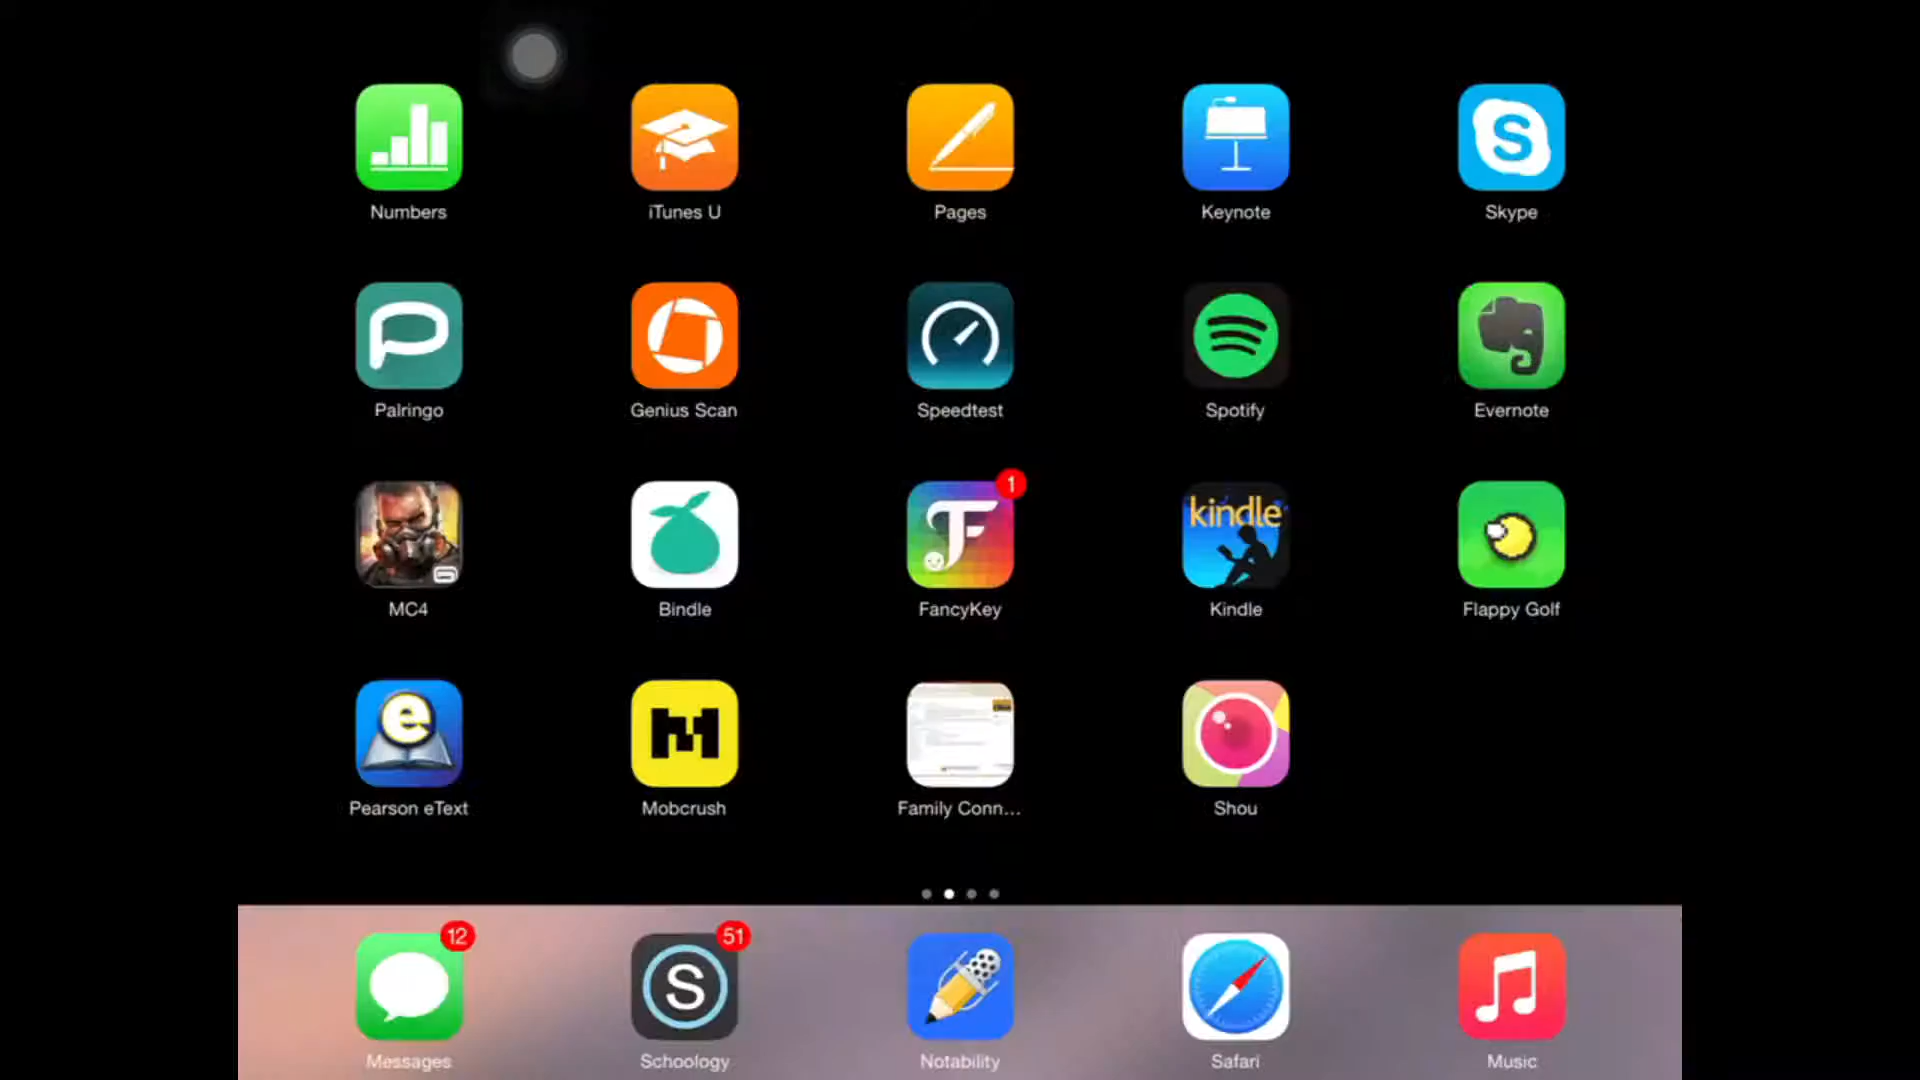 Numbers
iTunes U
Pages
Keynote
S
Skype
Palringo
Genius Scan
Speedtest
Spotify
Evernote
MC4
Bindle
F
1
FancyKey
kindle
Kindle
Flappy Golf
e
Pearson eText
M
Mobcrush
Family Conn...
Shou
12
Messages
S
51
Schoology
Notability
Safari
Music